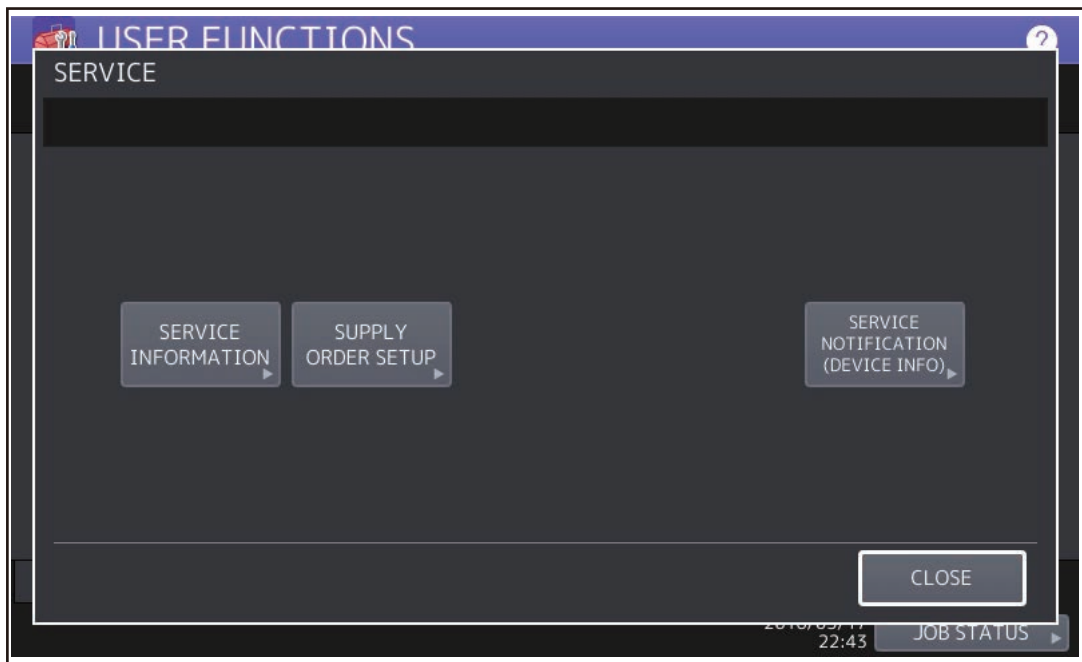 USER FUNCTIONS
?
SERVICE
SERVICE
INFORMATION
SUPPLY
ORDER SETUP
SERVICE
NOTIFICATION
(DEVICE INFO)
CLOSE
22:43
JOB STATUS